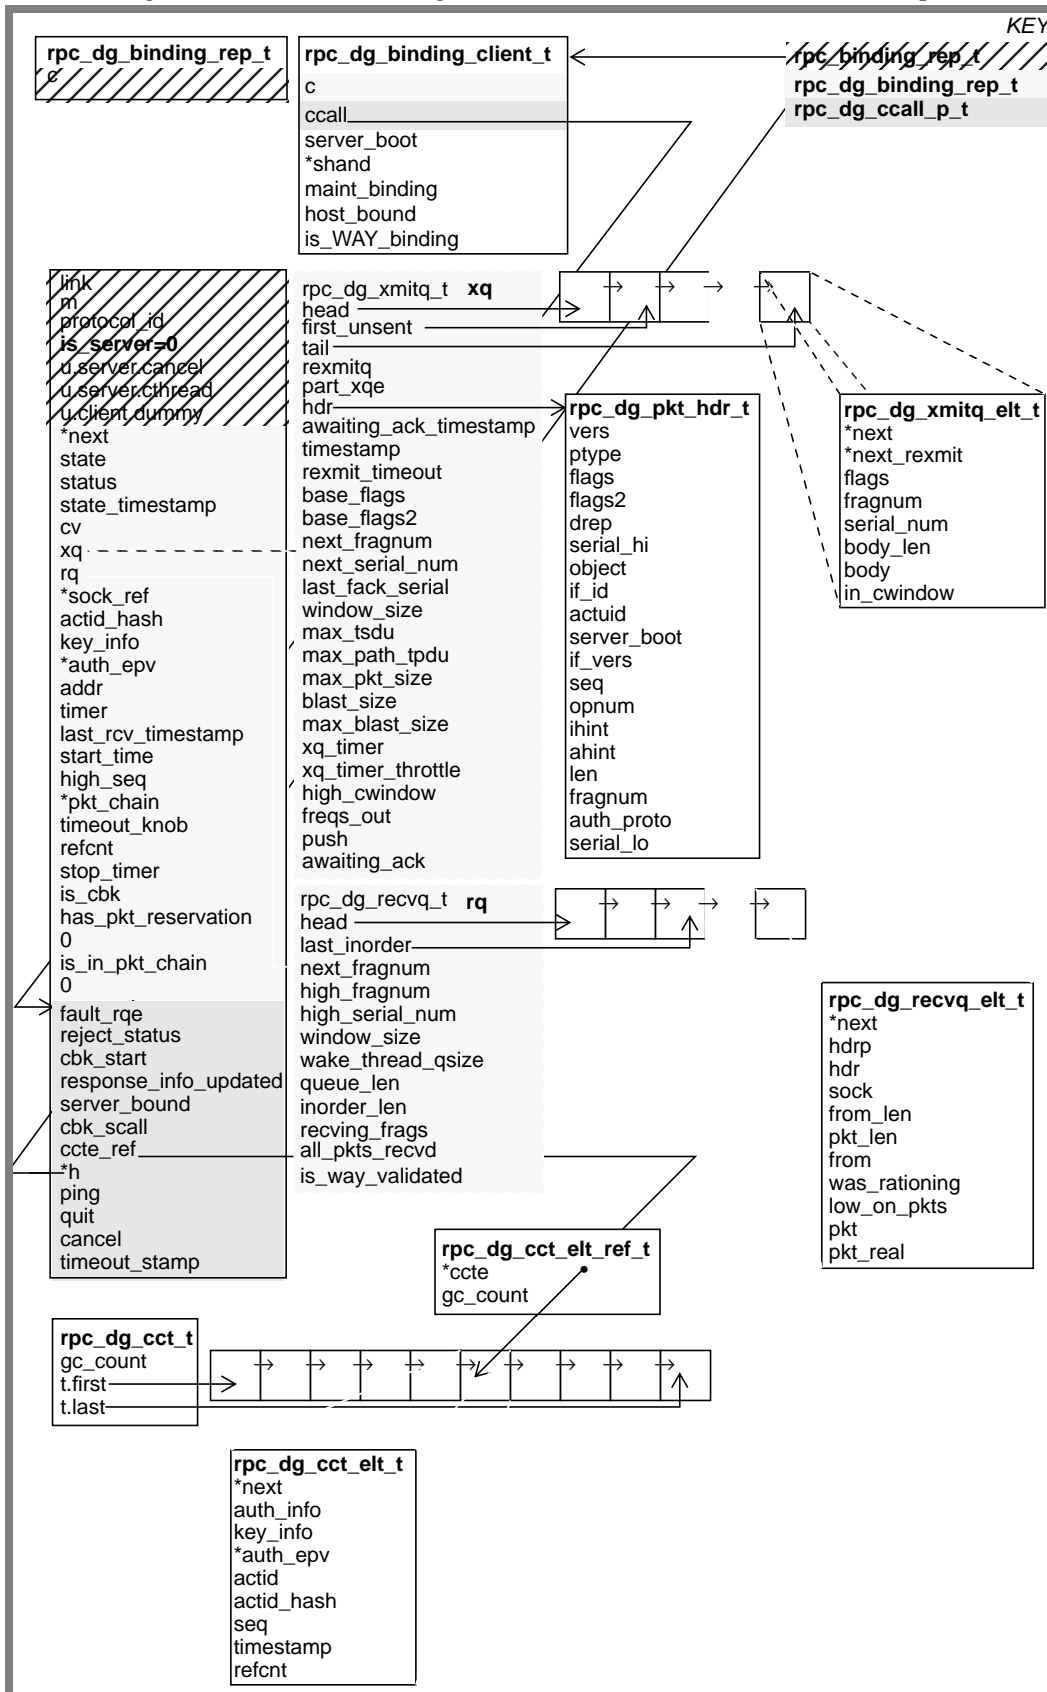 KEY
rpc_dg_binding_rep_t
c
rpc_dg_binding_client_t
c
ccall
server_boot
*shand
maint_binding
host_bound
is_WAY_binding
rpc_binding_rep_t
rpc_dg_binding_rep_t
rpc_dg_ccall_p_t
link
m
protocol_id
is_server=0
u.server.cancel
u.server.cthread
u.client.dummy
*next
state
status
state_timestamp
cv
xq
rq
*sock_ref
actid_hash
key_info
*auth_epv
addr
timer
last_rcv_timestamp
start_time
high_seq
*pkt_chain
timeout_knob
refcnt
stop_timer
is_cbk
has_pkt_reservation
0
is_in_pkt_chain
0
fault_rqe
reject_status
cbk_start
response_info_updated
server_bound
cbk_scall
ccte_ref
*h
ping
quit
cancel
timeout_stamp
rpc_dg_xmitq_t xq
head
first_unsent
tail
rexmitq
part_xqe
hdr
awaiting_ack_timestamp
timestamp
rexmit_timeout
base_flags
base_flags2
next_fragnum
next_serial_num
last_fack_serial
window_size
max_tsdu
max_path_tpdu
max_pkt_size
blast_size
max_blast_size
xq_timer
xq_timer_throttle
high_cwindow
freqs_out
push
awaiting_ack
rpc_dg_recvq_t rq
head
last_inorder
next_fragnum
high_fragnum
high_serial_num
window_size
wake_thread_qsize
queue_len
inorder_len
recving_frags
all_pkts_recvd
is_way_validated
rpc_dg_pkt_hdr_t
vers
ptype
flags
flags2
drep
serial_hi
object
if_id
actuid
server_boot
if_vers
seq
opnum
ihint
ahint
len
fragnum
auth_proto
serial_lo
rpc_dg_xmitq_elt_t
*next
*next_rexmit
flags
fragnum
serial_num
body_len
body
in_cwindow
rpc_dg_recvq_elt_t
*next
hdrp
hdr
sock
from_len
pkt_len
from
was_rationing
low_on_pkts
pkt
pkt_real
rpc_dg_cct_elt_ref_t
*ccte
gc_count
rpc_dg_cct_t
gc_count
t.first
t.last
rpc_dg_cct_elt_t
*next
auth_info
key_info
*auth_epv
actid
actid_hash
seq
timestamp
refcnt